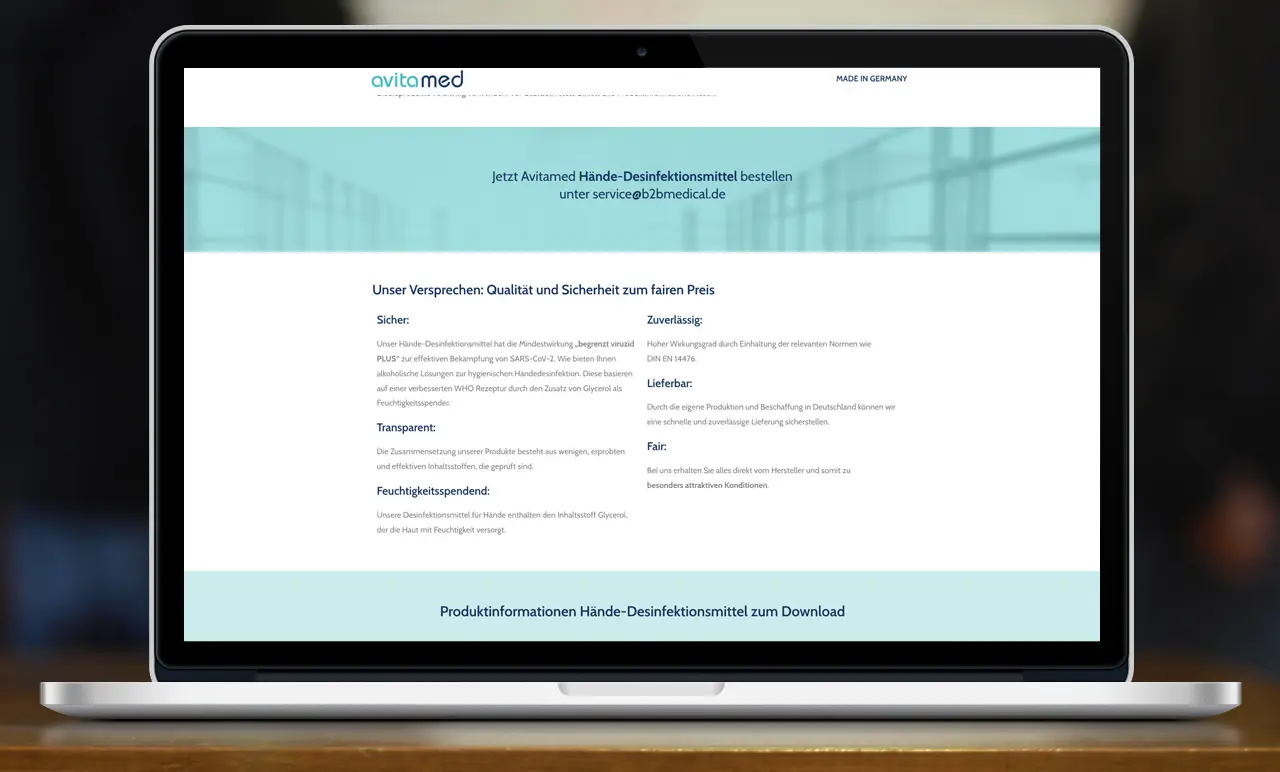 avitamed
MADE IN GERMANY
Jetzt Avitamed Hände-Desinfektionsmittel bestellen
unter service@b2bmedical.de
Unser Versprechen: Qualität und Sicherheit zum fairen Preis
Sicher:
Unser Hände-Desinfektionsmittel hat die Mindestwirkung „begrenzt viruzid
PLUS“ zur effektiven Bekämpfung von SARS-CoV-2. Wie bieten Ihnen
alkoholische Lösungen zur hygienischen Händedesinfektion. Diese basieren
auf einer verbesserten WHO Rezeptur durch den Zusatz von Glycerol als
Feuchtigkeitsspender.
Transparent:
Die Zusammensetzung unserer Produkte besteht aus wenigen, erprobten
und effektiven Inhaltsstoffen, die geprüft sind.
Feuchtigkeitsspendend:
Unsere Desinfektionsmittel für Hände enthalten den Inhaltsstoff Glycerol,
der die Haut mit Feuchtigkeit versorgt.
Zuverlässig:
Hoher Wirkungsgrad durch Einhaltung der relevanten Normen wie
DIN EN 14476.
Lieferbar:
Durch die eigene Produktion und Beschaffung in Deutschland können wir
eine schnelle und zuverlässige Lieferung sicherstellen.
Fair:
Bei uns erhalten Sie alles direkt vom Hersteller und somit zu
besonders attraktiven Konditionen.
Produktinformationen Hände-Desinfektionsmittel zum Download